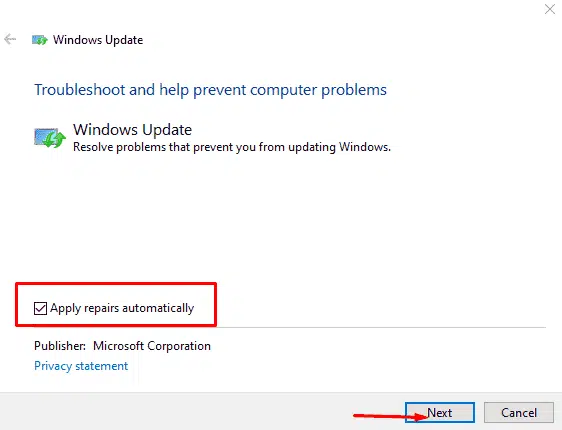 Windows Update
Troubleshoot and help prevent computer problems
Windows Update
Resolve problems that prevent you from updating Windows.
Apply repairs automatically
Publisher: Microsoft Corporation
Privacy statement
Next
Cancel